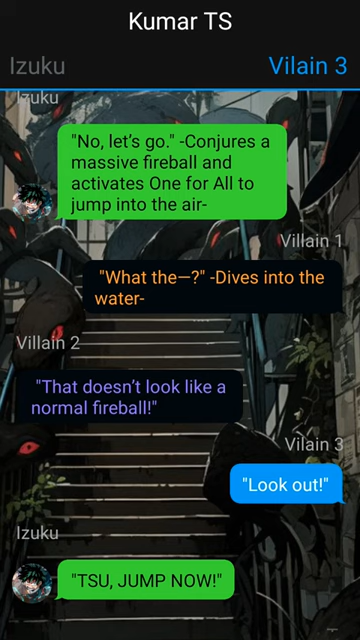 Kumar TS
Izuku
Vilain 3
Izuku
"No, let's go." -Conjures a
massive fireball and
activates One for All to
jump into the air-
Villain 1
"What the—?" -Dives into the
water-
Villain 2
"That doesn't look like a
normal fireball!"
Vilain 3
"Look out!"
Izuku
"TSU, JUMP NOW!"